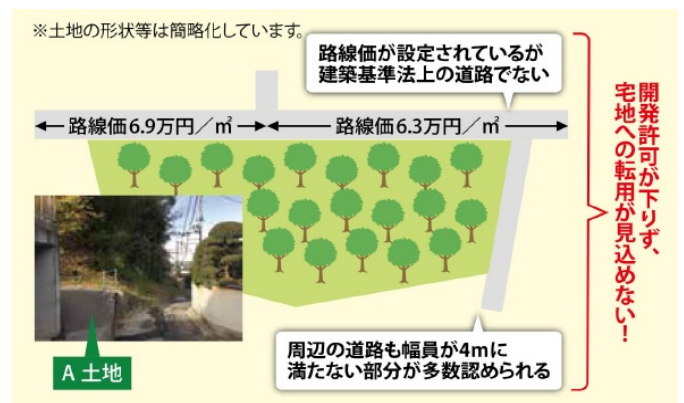 ※土地の形状等は簡略化しています。
路線価が設定されているが
建築基準法上の道路でない
路線価6.9万円／㎡
路線価6.3万円／㎡
開発許可が下りず、
宅地への転用が見込めない！
A 土地
周辺の道路も幅員が4mに
満たない部分が多数認められる